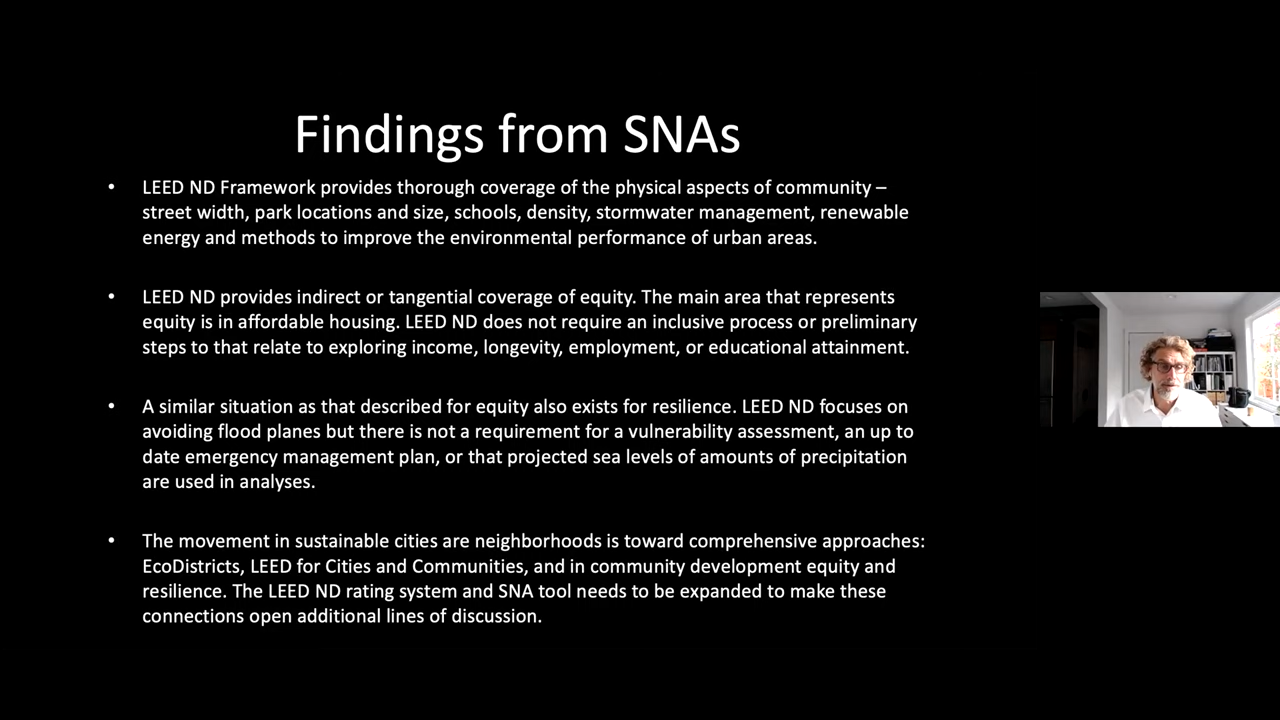 Findings from SNAs
• LEED ND Framework provides thorough coverage of the physical aspects of community –
street width, park locations and size, schools, density, stormwater management, renewable
energy and methods to improve the environmental performance of urban areas.
• LEED ND provides indirect or tangential coverage of equity. The main area that represents
equity is in affordable housing. LEED ND does not require an inclusive process or preliminary
steps to that relate to exploring income, longevity, employment, or educational attainment.
• A similar situation as that described for equity also exists for resilience. LEED ND focuses on
avoiding flood planes but there is not a requirement for a vulnerability assessment, an up to
date emergency management plan, or that projected sea levels of amounts of precipitation
are used in analyses.
• The movement in sustainable cities are neighborhoods is toward comprehensive approaches:
EcoDistricts, LEED for Cities and Communities, and in community development equity and
resilience. The LEED ND rating system and SNA tool needs to be expanded to make these
connections open additional lines of discussion.